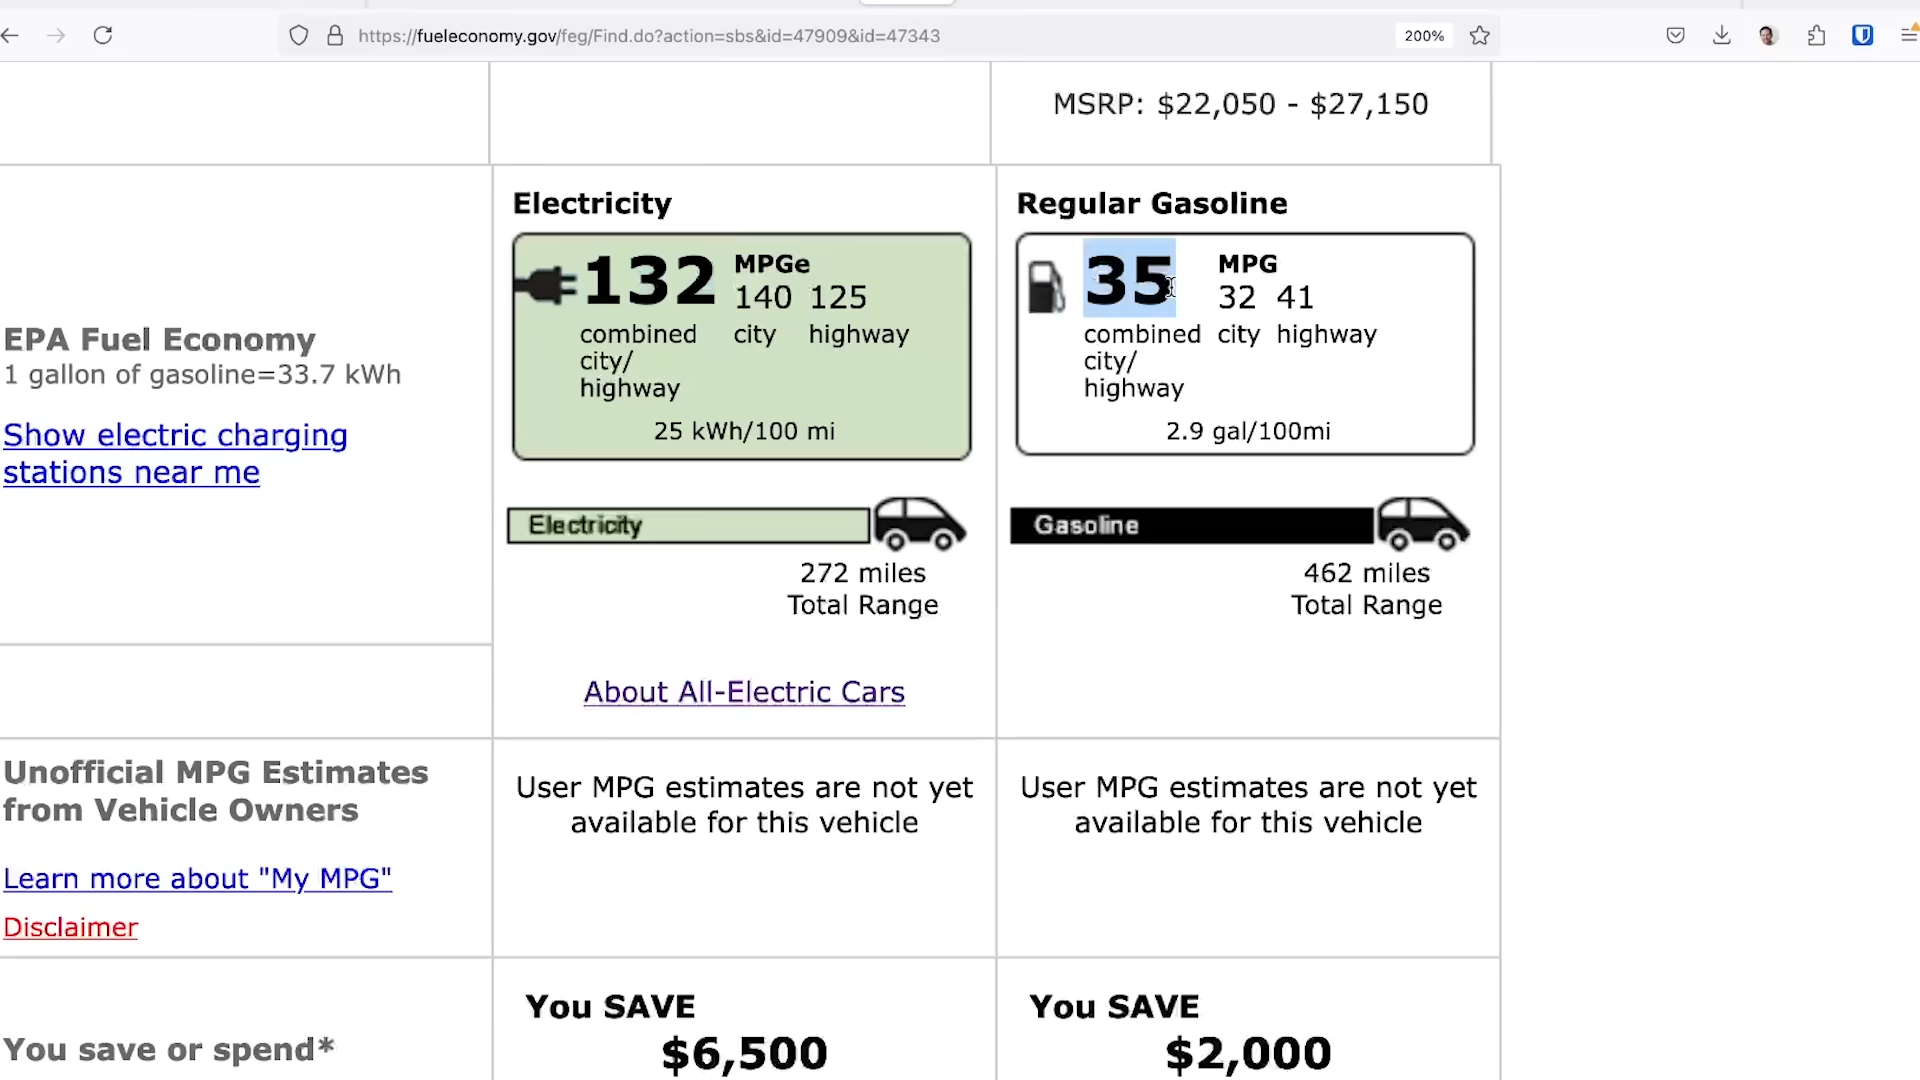 https://fueleconomy.gov/feg/Find.do?action=sbs&id=47909&id=47343
200%
MSRP: $22,050 - $27,150
EPA Fuel Economy
1 gallon of gasoline=33.7 kWh
Show electric charging
stations near me
Electricity
132 MPGe
140 125
combined city highway
city/
highway
25 kWh/100 mi
Electricity
272 miles
Total Range
About All-Electric Cars
Regular Gasoline
35 MPG
32 41
combined city highway
city/
highway
2.9 gal/100mi
Gasoline
462 miles
Total Range
Unofficial MPG Estimates
from Vehicle Owners
Learn more about "My MPG"
Disclaimer
User MPG estimates are not yet
available for this vehicle
User MPG estimates are not yet
available for this vehicle
You save or spend*
You SAVE
$6,500
You SAVE
$2,000